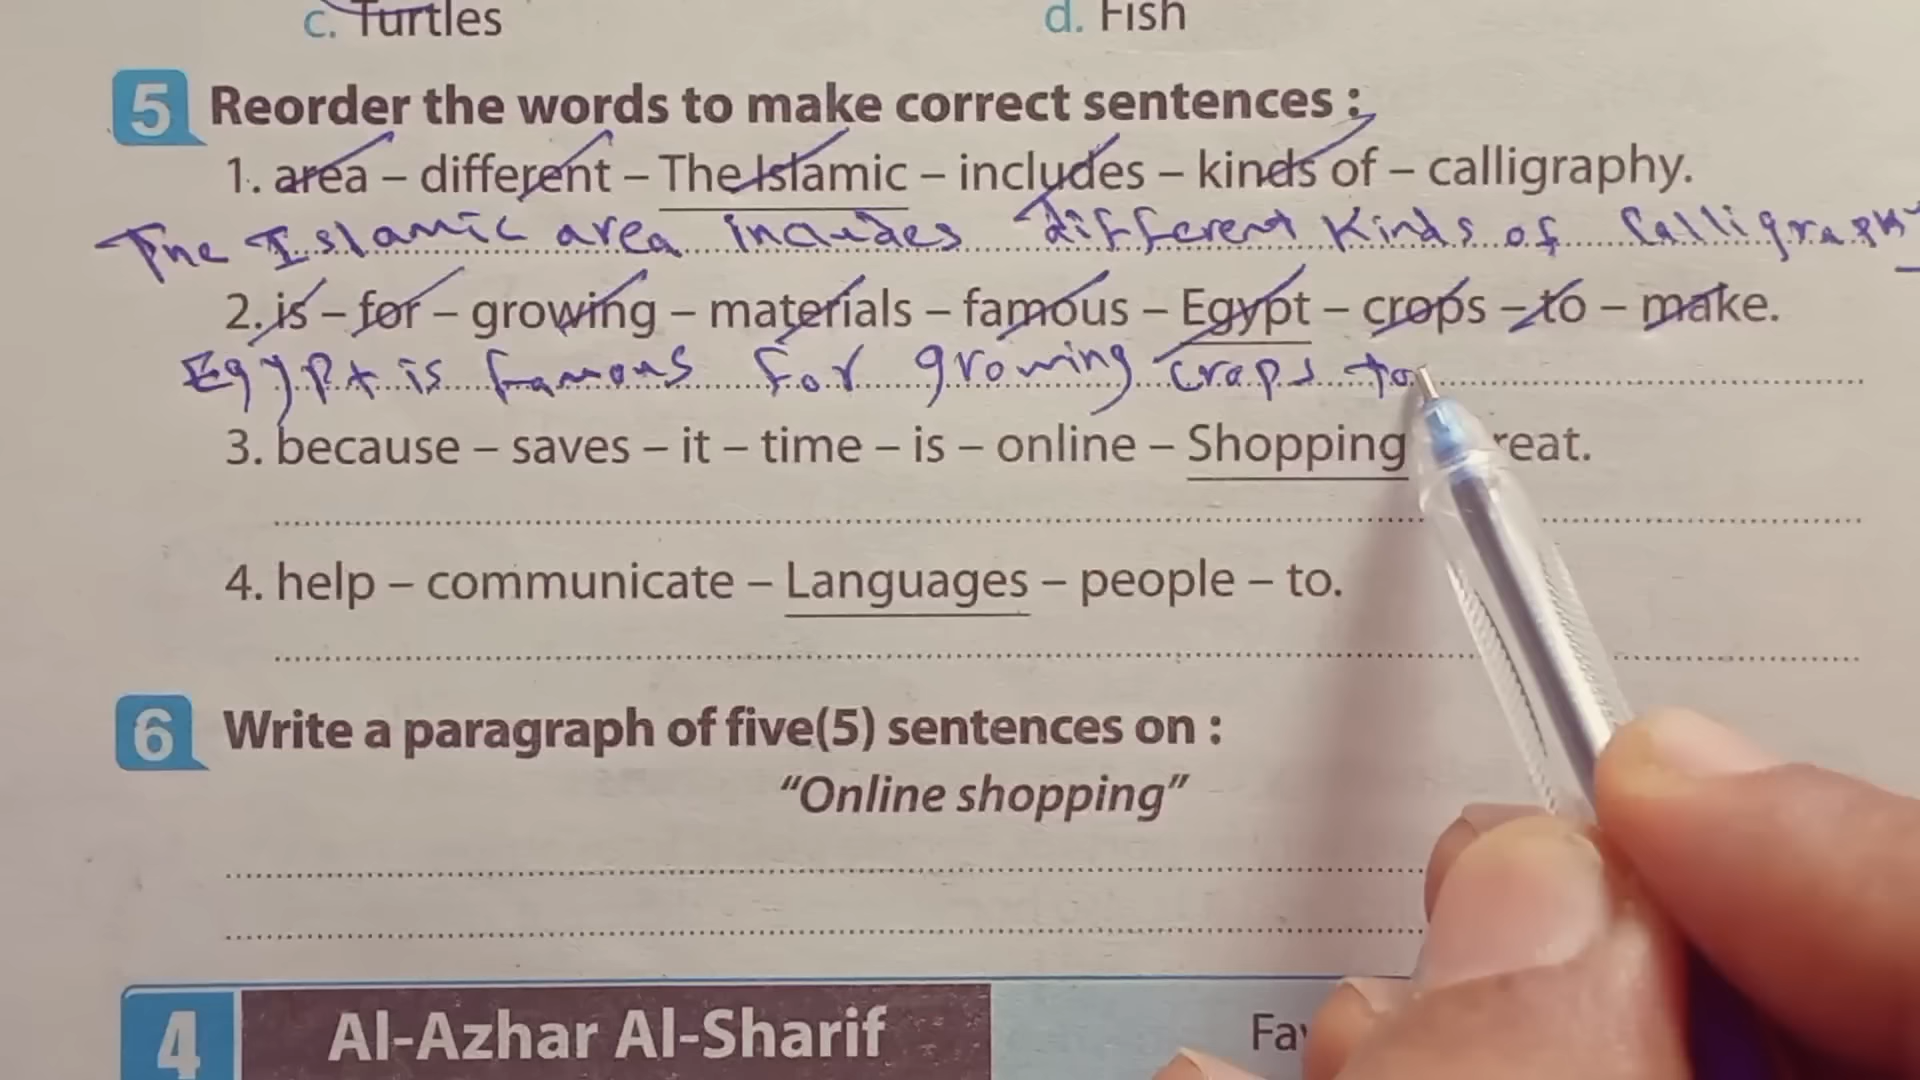 c. Turtles d. Fish
5 Reorder the words to make correct sentences :
1. area – different – The Islamic – includes – kinds of – calligraphy.
The Islamic area includes different Kinds of Calligraphy
2. is – for – growing – materials – famous – Egypt – crops – to – make.
Egypt is famous for growing crops to
3. because – saves – it – time – is – online – Shopping reat.
4. help – communicate – Languages – people – to.
6 Write a paragraph of five(5) sentences on :
“Online shopping”
4 Al-Azhar Al-Sharif